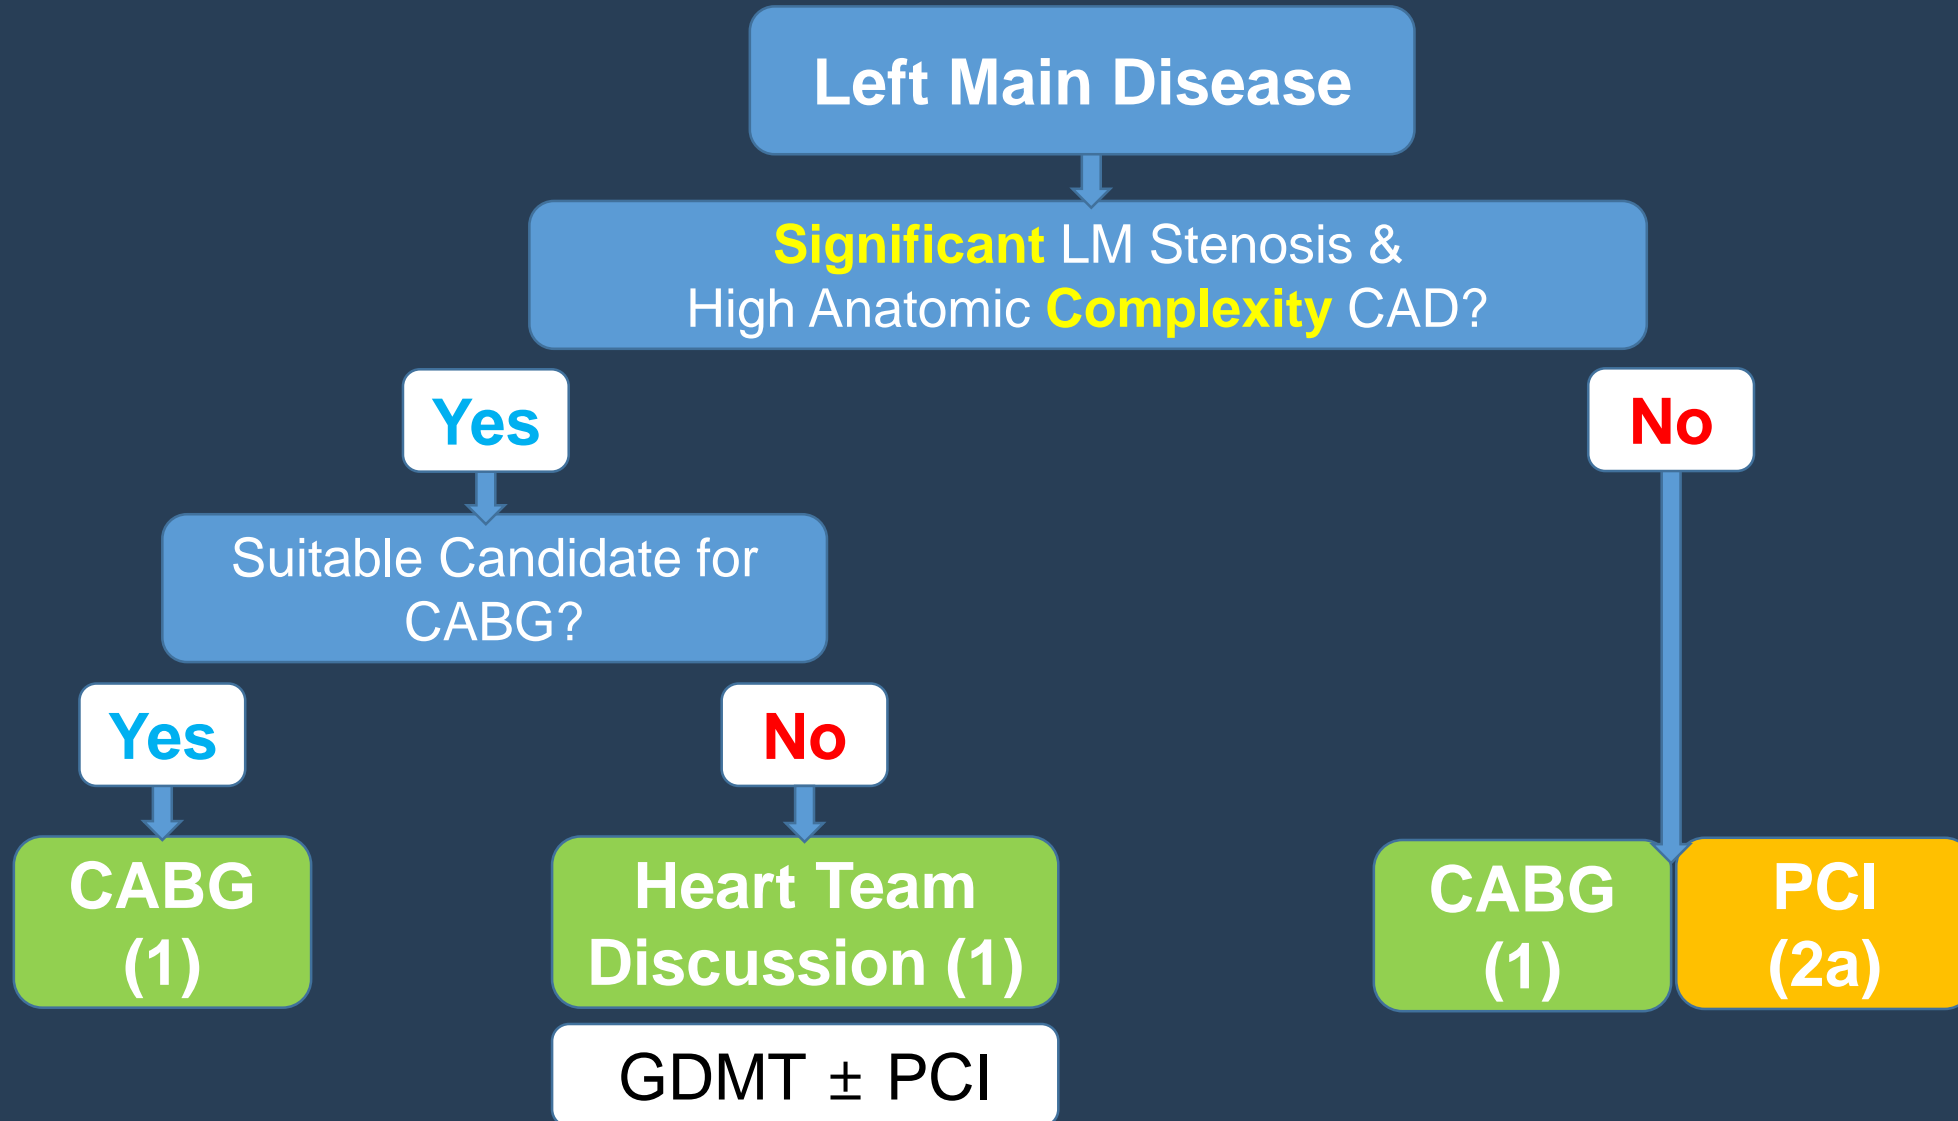 Left Main Disease
Significant LM Stenosis &
High Anatomic Complexity CAD?
Yes
No
Suitable Candidate for
CABG?
Yes
No
CABG
(1)
Heart Team
Discussion (1)
CABG
(1)
PCI
(2a)
GDMT ± PCI